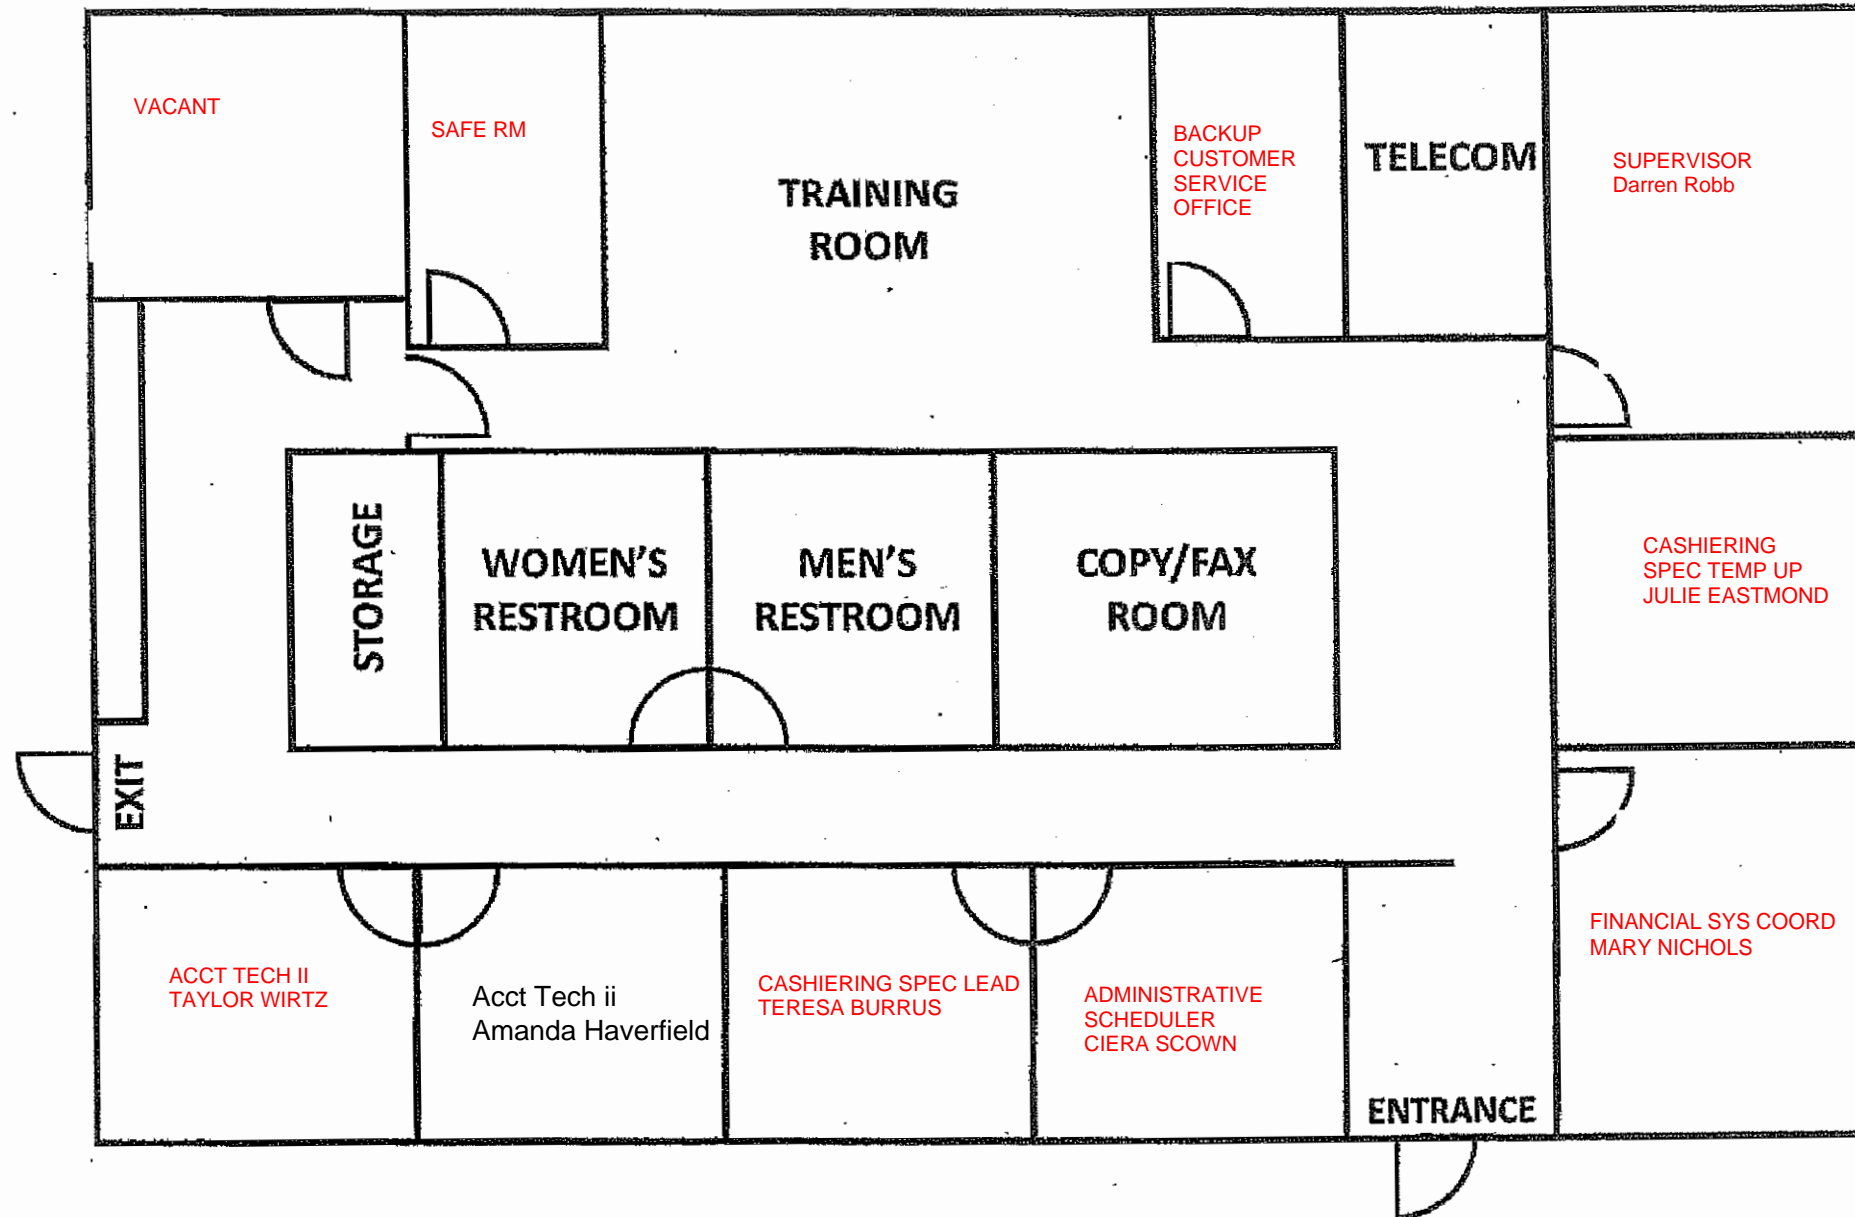 VACANT
SAFE RM
TRAINING
ROOM
BACKUP
CUSTOMER
SERVICE
OFFICE
TELECOM
SUPERVISOR
Darren Robb
STORAGE
WOMEN'S
RESTROOM
MEN'S
RESTROOM
COPY/FAX
ROOM
CASHIERING
SPEC TEMP UP
JULIE EASTMOND
EXIT
ACCT TECH II
TAYLOR WIRTZ
Acct Tech ii
Amanda Haverfield
CASHIERING SPEC LEAD
TERESA BURRUS
ADMINISTRATIVE
SCHEDULER
CIERA SCOWN
FINANCIAL SYS COORD
MARY NICHOLS
ENTRANCE